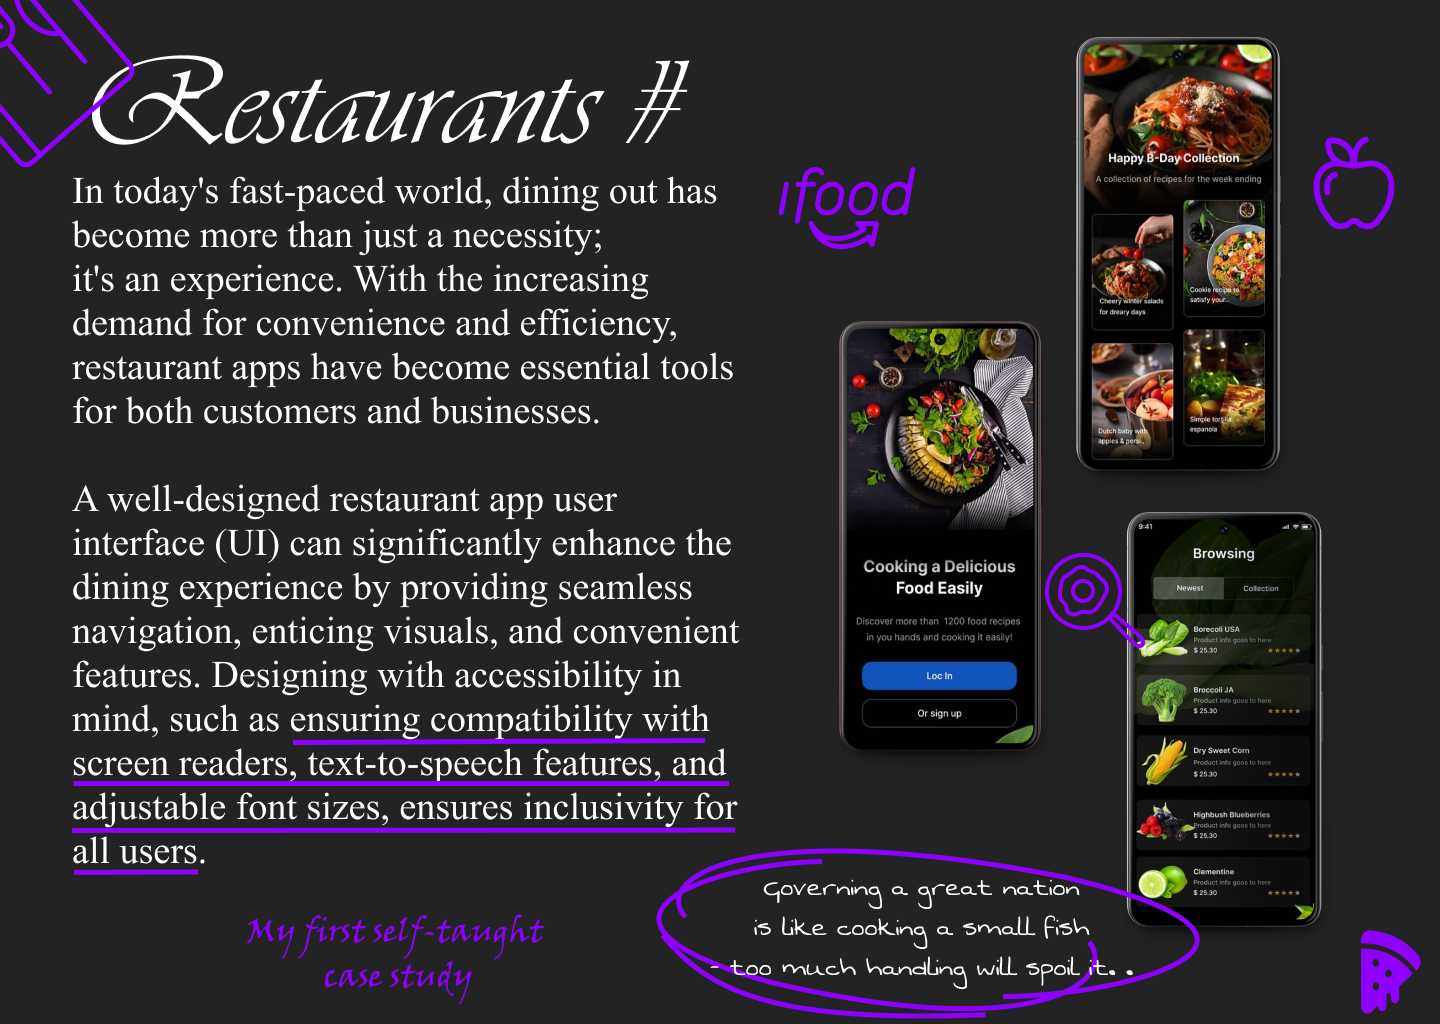 Restaurants #
In today's fast-paced world, dining out has
become more than just a necessity;
it's an experience. With the increasing
demand for convenience and efficiency,
restaurant apps have become essential tools
for both customers and businesses.
A well-designed restaurant app user
interface (UI) can significantly enhance the
dining experience by providing seamless
navigation, enticing visuals, and convenient
features. Designing with accessibility in
mind, such as ensuring compatibility with
screen readers, text-to-speech features, and
adjustable font sizes, ensures inclusivity for
all users.
My first self-taught
case study
ifood
Happy B-Day Collection
A collection of recipes for the week ending
Cheery winter salads
for dreary days
Cookie recipe to
satisfy your..
Dutch baby with
apples & persi..
Simple tortilla
espanola
Cooking a Delicious
Food Easily
Discover more than 1200 food recipes
in you hands and cooking it easily!
Loc In
Or sign up
9:41
Browsing
Newest
Collection
Borecoli USA
Product info goos to here
$ 25.30
Broccoli JA
Product info goos to here
$ 25.30
Dry Sweet Corn
Product info goos to here
$ 25.30
Highbush Blueberries
Product info goos to here
$ 25.30
Clementine
Product info goos to here
$ 25.30
Governing a great nation
is like cooking a small fish
- too much handling will spoil it..